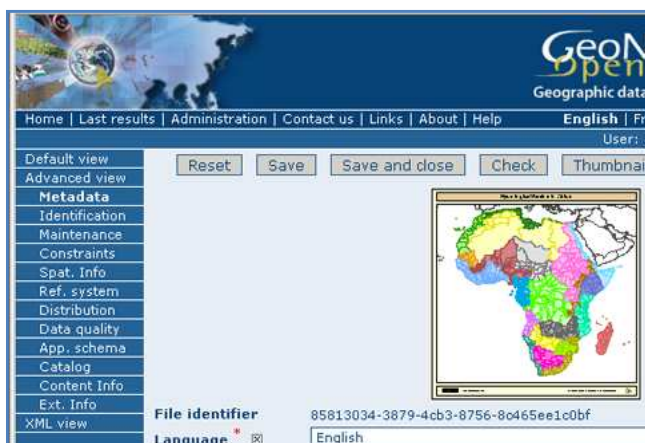 GeoN
Open
Geographic data
Home | Last results | Administration | Contact us | Links | About | Help
English | Fr
User:
Default view
Advanced view
Metadata
Identification
Maintenance
Constraints
Spat. Info
Ref. system
Distribution
Data quality
App. schema
Catalog
Content Info
Ext. Info
XML view
Reset
Save
Save and close
Check
Thumbnai
File identifier
85813034-3879-4cb3-8756-8c465ee1c0bf
Language *
English